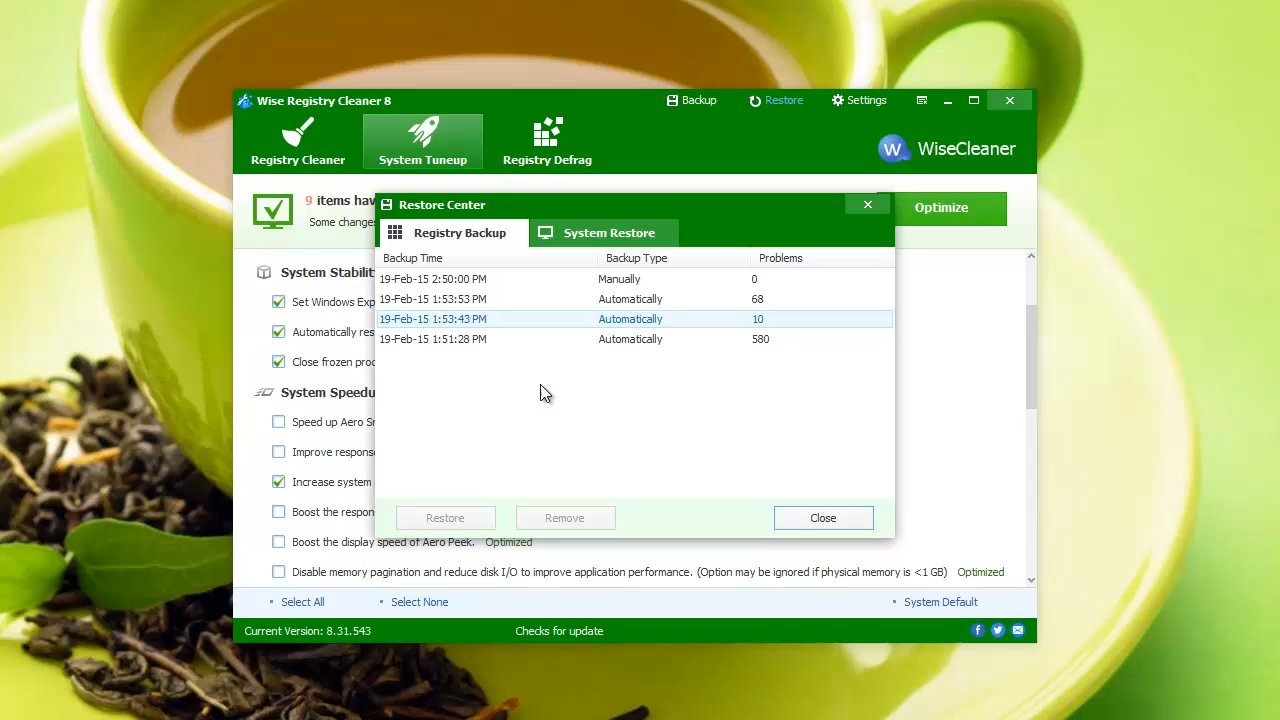 Wise Registry Cleaner 8
Backup
Restore
Settings
Registry Cleaner
System Tuneup
Registry Defrag
W WiseCleaner
9 items hav
Some changes
Optimize
Restore Center
Registry Backup
System Restore
Backup Time Backup Type Problems
19-Feb-15 2:50:00 PM Manually 0
19-Feb-15 1:53:53 PM Automatically 68
19-Feb-15 1:53:43 PM Automatically 10
19-Feb-15 1:51:28 PM Automatically 580
Restore
Remove
Close
System Stabilit
Set Windows Exp
Automatically res
Close frozen proc
System Speedu
Speed up Aero Sn
Improve respons
Increase system
Boost the respon
Boost the display speed of Aero Peek. Optimized
Disable memory pagination and reduce disk I/O to improve application performance. (Option may be ignored if physical memory is <1 GB) Optimized
Select All
Select None
System Default
Current Version: 8.31.543
Checks for update